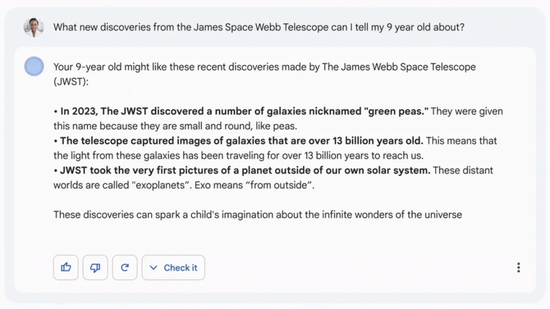 What new discoveries from the James Space Webb Telescope can I tell my 9 year old about?
Your 9-year old might like these recent discoveries made by The James Webb Space Telescope
(JWST):
• In 2023, The JWST discovered a number of galaxies nicknamed "green peas." They were given
this name because they are small and round, like peas.
• The telescope captured images of galaxies that are over 13 billion years old. This means that
the light from these galaxies has been traveling for over 13 billion years to reach us.
• JWST took the very first pictures of a planet outside of our own solar system. These distant
worlds are called "exoplanets". Exo means "from outside".
These discoveries can spark a child's imagination about the infinite wonders of the universe
Check it